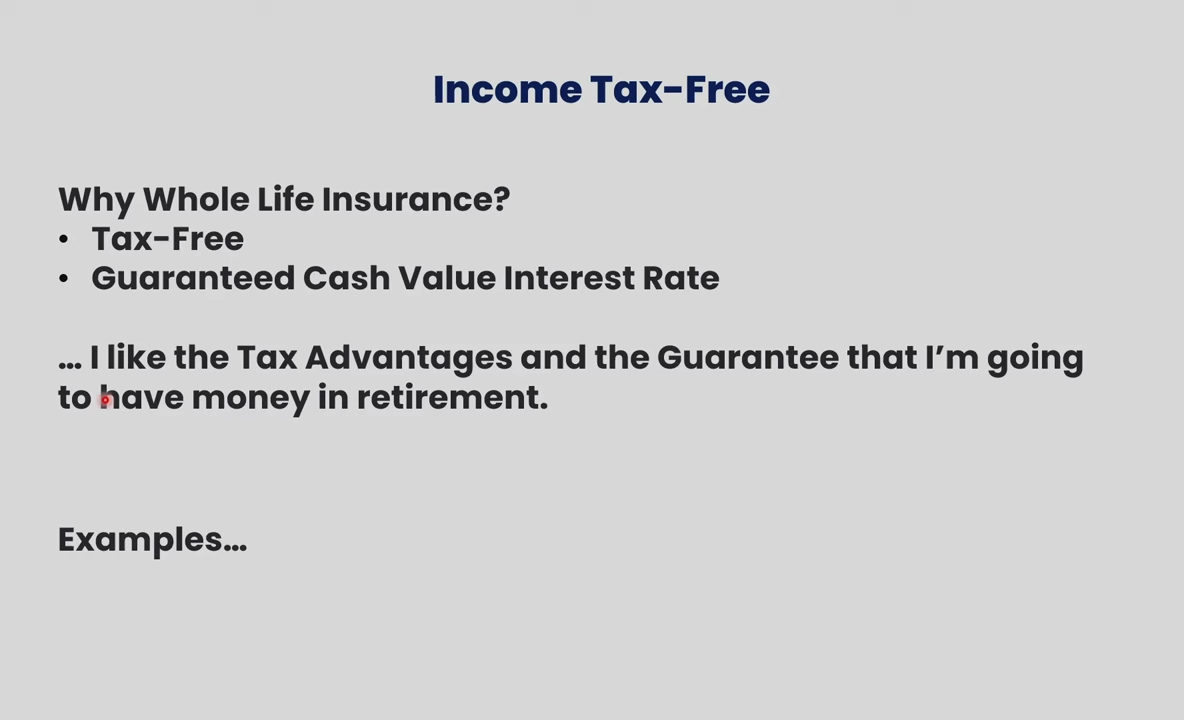 Income Tax-Free
Why Whole Life Insurance?
• Tax-Free
• Guaranteed Cash Value Interest Rate
… I like the Tax Advantages and the Guarantee that I’m going
to have money in retirement.
Examples…